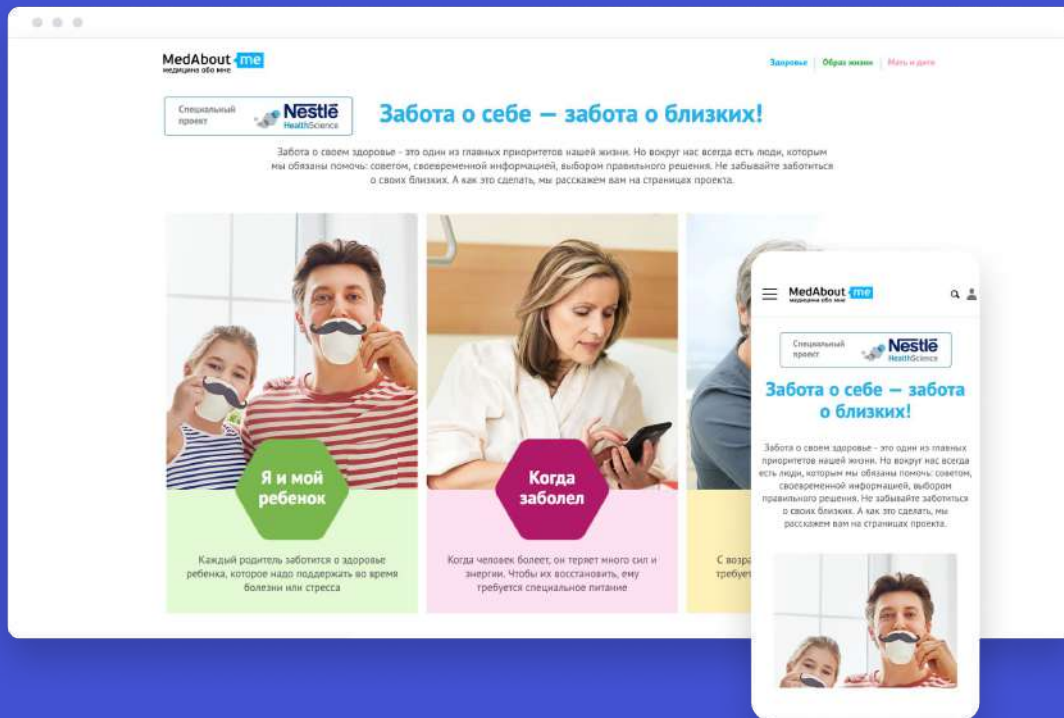 MedAbout me
медицина обо мне
Здоровье
Образ жизни
Мать и дитя
Специальный
проект
Nestlé
HealthScience
Забота о себе — забота о близких!
Забота о своем здоровье - это один из главных приоритетов нашей жизни. Но вокруг нас всегда есть люди, которым
мы обязаны помочь: советом, своевременной информацией, выбором правильного решения. Не забывайте заботиться
о своих близких. А как это сделать, мы расскажем вам на страницах проекта.
Я и мой
ребенок
Каждый родитель заботится о здоровье
ребенка, которое надо поддержать во время
болезни или стресса
Когда
заболел
Когда человек болеет, он теряет много сил и
энергии. Чтобы их восстановить, ему
требуется специальное питание
С возра
требует
MedAbout me
медицина обо мне
Специальный
проект
Nestlé
HealthScience
Забота о себе — забота
о близких!
Забота о своем здоровье - это один из главных
приоритетов нашей жизни. Но вокруг нас всегда
есть люди, которым мы обязаны помочь: советом,
своевременной информацией, выбором
правильного решения. Не забывайте заботиться
о своих близких. А как это сделать, мы
расскажем вам на страницах проекта.